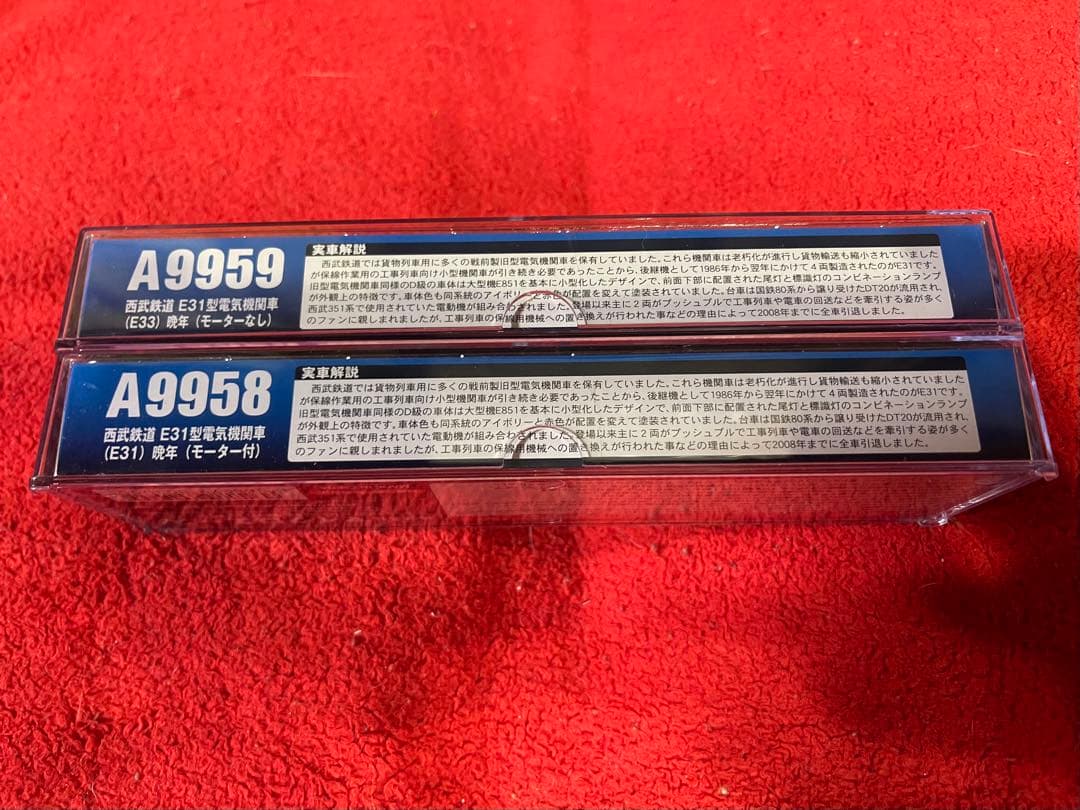 A9959
西武鉄道 E31型電気機関車
(E33) 晩年 (モーターなし)
実車解説
西武鉄道では貨物列車用に多くの戦前製旧型電気機関車を保有していました。これら機関車は老朽化が進行し貨物輸送も縮小されていました
が保線作業用の工事列車向け小型機関車が引き続き必要であったことから、後継機として1986年から翌年にかけて4両製造されたのがE31です。
旧型電気機関車同様のD級の車体は大型機E851を基本に小型化したデザインで、前面下部に配置された尾灯と標識灯のコンビネーションランプ
が外観上の特徴です。車体色も同系統のアイボリーと赤色が配置を変えて塗装されていました。台車は国鉄80系から譲り受けたDT20が流用され、
西武351系で使用されていた電動機が組み合わされました。登場以来主に2両がプッシュプルで工事列車や電車の回送などを牽引する姿が多く
のファンに親しまれましたが、工事列車の保線用機械への置き換えが行われた事などの理由によって2008年までに全車引退しました。
A9958
西武鉄道 E31型電気機関車
(E31) 晩年 (モーター付)
実車解説
西武鉄道では貨物列車用に多くの戦前製旧型電気機関車を保有していました。これら機関車は老朽化が進行し貨物輸送も縮小されていました
が保線作業用の工事列車向け小型機関車が引き続き必要であったことから、後継機として1986年から翌年にかけて4両製造されたのがE31です。
旧型電気機関車同様のD級の車体は大型機E851を基本に小型化したデザインで、前面下部に配置された尾灯と標識灯のコンビネーションランプ
が外観上の特徴です。車体色も同系統のアイボリーと赤色が配置を変えて塗装されていました。台車は国鉄80系から譲り受けたDT20が流用され、
西武351系で使用されていた電動機が組み合わされました。登場以来主に2両がプッシュプルで工事列車や電車の回送などを牽引する姿が多く
のファンに親しまれましたが、工事列車の保線用機械への置き換えが行われた事などの理由によって2008年までに全車引退しました。